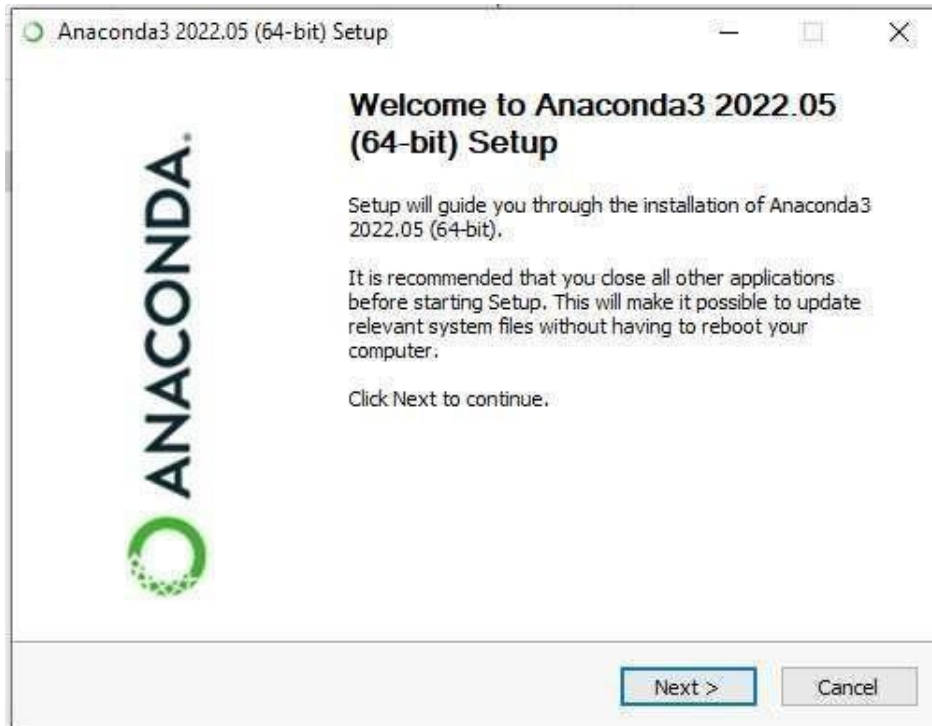 Anaconda3 2022.05 (64-bit) Setup
ANACONDA.
Welcome to Anaconda3 2022.05
(64-bit) Setup
Setup will guide you through the installation of Anaconda3
2022.05 (64-bit).
It is recommended that you close all other applications
before starting Setup. This will make it possible to update
relevant system files without having to reboot your
computer.
Click Next to continue.
Next >
Cancel